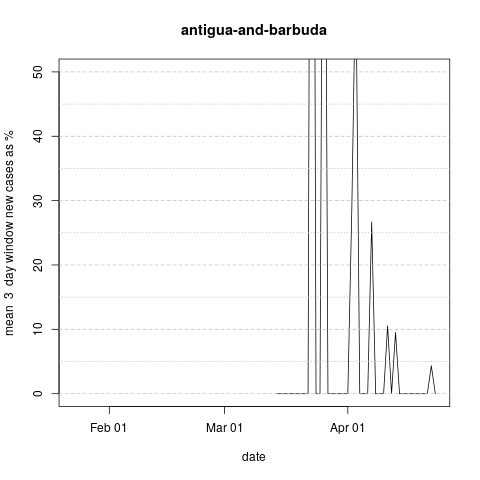 antigua-and-barbuda
mean 3 day window new cases as %
50
40
30
20
10
0
Feb 01
Mar 01
Apr 01
date